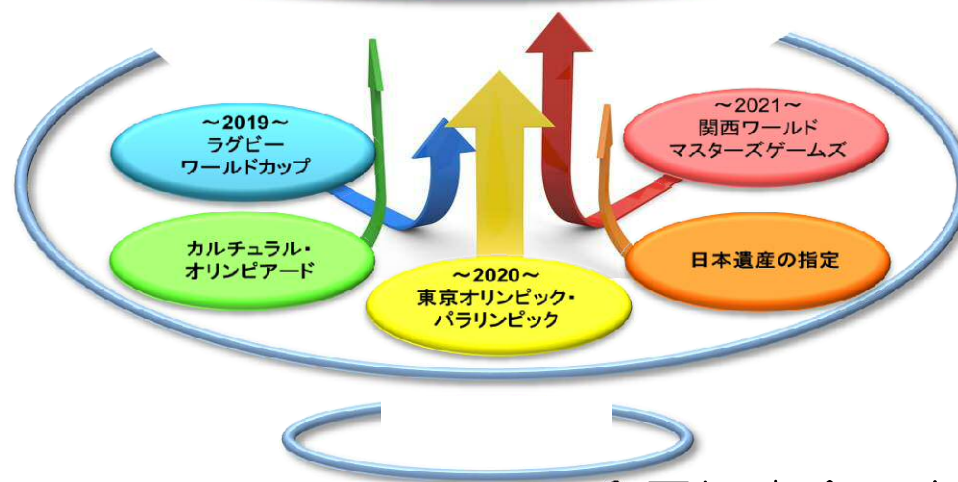 ～2019～
ラグビー
ワールドカップ
～2021～
関西ワールド
マスターズゲームズ
カルチュラル・
オリンピアード
～2020～
東京オリンピック・
パラリンピック
日本遺産の指定